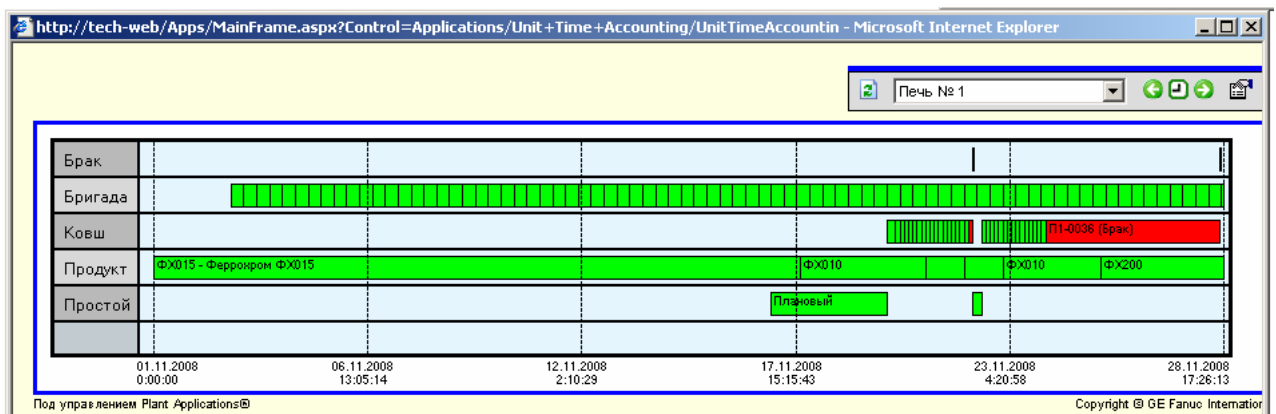 http://tech-web/Apps/MainFrame.aspx?Control=Applications/Unit+Time+Accounting/UnitTimeAccountin - Microsoft Internet Explorer
Печь № 1
Брак
Бригада
Ковш
П1-0036 (Брак)
Продукт
ФХ015 - Феррохром ФХ015
ФХ010
ФХ010
ФХ200
Простой
Плановый
01.11.2008 06.11.2008 12.11.2008 17.11.2008 23.11.2008 28.11.2008
0:00:00 13:05:14 2:10:29 15:15:43 4:20:58 17:26:13
Под управлением Plant Applications® Copyright © GE Fanuc Internation